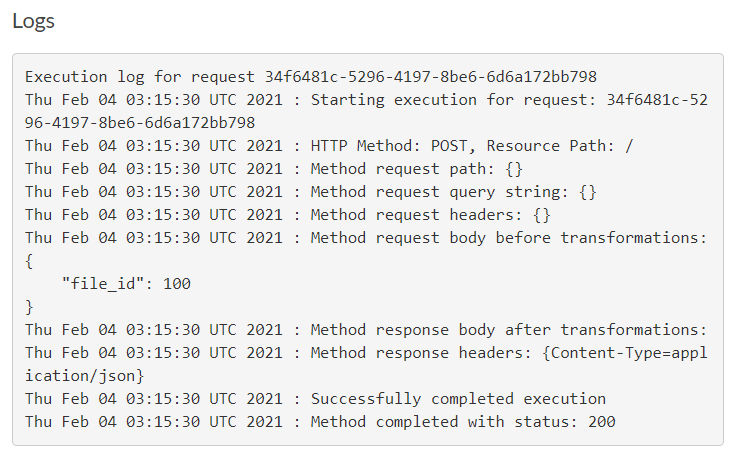 Logs
Execution log for request 34f6481c-5296-4197-8be6-6d6a172bb798
Thu Feb 04 03:15:30 UTC 2021 : Starting execution for request: 34f6481c-52
96-4197-8be6-6d6a172bb798
Thu Feb 04 03:15:30 UTC 2021 : HTTP Method: POST, Resource Path: /
Thu Feb 04 03:15:30 UTC 2021 : Method request path: {}
Thu Feb 04 03:15:30 UTC 2021 : Method request query string: {}
Thu Feb 04 03:15:30 UTC 2021 : Method request headers: {}
Thu Feb 04 03:15:30 UTC 2021 : Method request body before transformations:
{
    "file_id": 100
}
Thu Feb 04 03:15:30 UTC 2021 : Method response body after transformations:
Thu Feb 04 03:15:30 UTC 2021 : Method response headers: {Content-Type=appl
ication/json}
Thu Feb 04 03:15:30 UTC 2021 : Successfully completed execution
Thu Feb 04 03:15:30 UTC 2021 : Method completed with status: 200